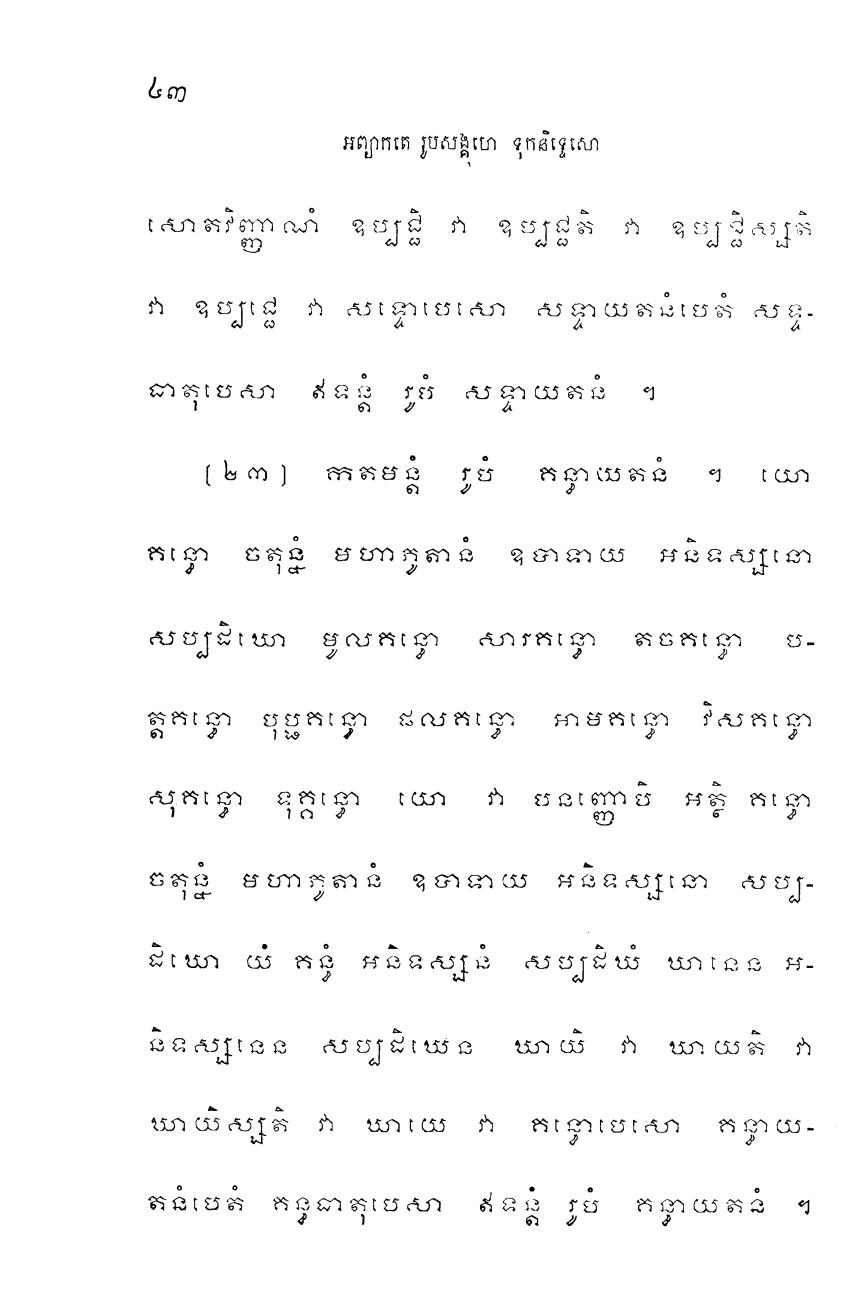 ៤៣
អព្យាកតេ រូបសង្គហេ ទុកនិទ្ទេសោ
សោតវិញ្ញាណំ ឧប្បជ្ជិ វា ឧប្បជ្ជតិ វា ឧប្បជ្ជិស្សតិ
វា ឧប្បជ្ជេ វា សទ្ទោបេសោ សទ្ទាយតនំបេតំ សទ្ទ-
ធាតុបេសា ឥទន្តំ រូបំ សទ្ទាយតនំ ។
[២៣] កតមន្តំ រូបំ គន្ធាយតនំ ។ យោ
គន្ធោ ចតុន្នំ មហាភូតានំ ឧបាទាយ អនិទស្សនោ
សប្បដិឃោ មូលគន្ធោ សារគន្ធោ តចគន្ធោ ប-
ត្តគន្ធោ បុប្ផគន្ធោ ផលគន្ធោ អាមគន្ធោ វិសគន្ធោ
សុគន្ធោ ទុគ្គន្ធោ យោ វា បនញ្ញោបិ អត្ថិ គន្ធោ
ចតុន្នំ មហាភូតានំ ឧបាទាយ អនិទស្សនោ សប្ប-
ដិឃោ យំ គន្ធំ អនិទស្សនំ សប្បដិឃំ ឃានេន អ-
និទស្សនេន សប្បដិឃេន ឃាយិ វា ឃាយតិ វា
ឃាយិស្សតិ វា ឃាយេ វា គន្ធោបេសោ គន្ធាយ-
តនំបេតំ គន្ធធាតុបេសា ឥទន្តំ រូបំ គន្ធាយតនំ ។